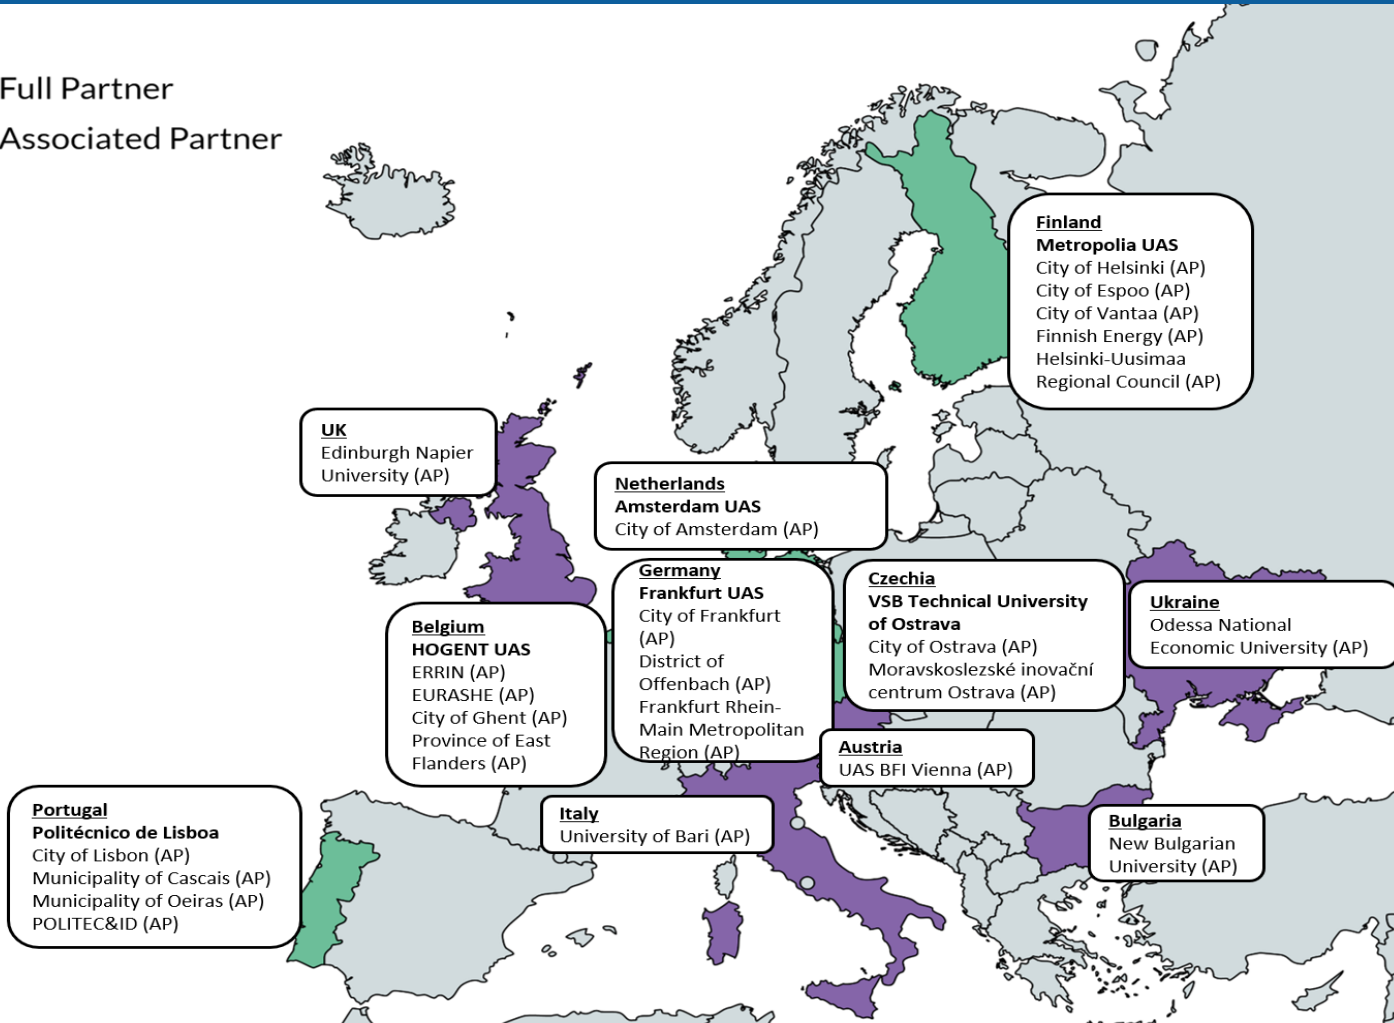 Full Partner
Associated Partner
Finland
Metropolia UAS
City of Helsinki (AP)
City of Espoo (AP)
City of Vantaa (AP)
Finnish Energy (AP)
Helsinki-Uusimaa
Regional Council (AP)
UK
Edinburgh Napier
University (AP)
Netherlands
Amsterdam UAS
City of Amsterdam (AP)
Germany
Frankfurt UAS
City of Frankfurt
(AP)
District of
Offenbach (AP)
Frankfurt Rhein-
Main Metropolitan
Region (AP)
Czechia
VSB Technical University
of Ostrava
City of Ostrava (AP)
Moravskoslezské inovační
centrum Ostrava (AP)
Ukraine
Odessa National
Economic University (AP)
Belgium
HOGENT UAS
ERRIN (AP)
EURASHE (AP)
City of Ghent (AP)
Province of East
Flanders (AP)
Austria
UAS BFI Vienna (AP)
Portugal
Politécnico de Lisboa
City of Lisbon (AP)
Municipality of Cascais (AP)
Municipality of Oeiras (AP)
POLITEC&ID (AP)
Italy
University of Bari (AP)
Bulgaria
New Bulgarian
University (AP)